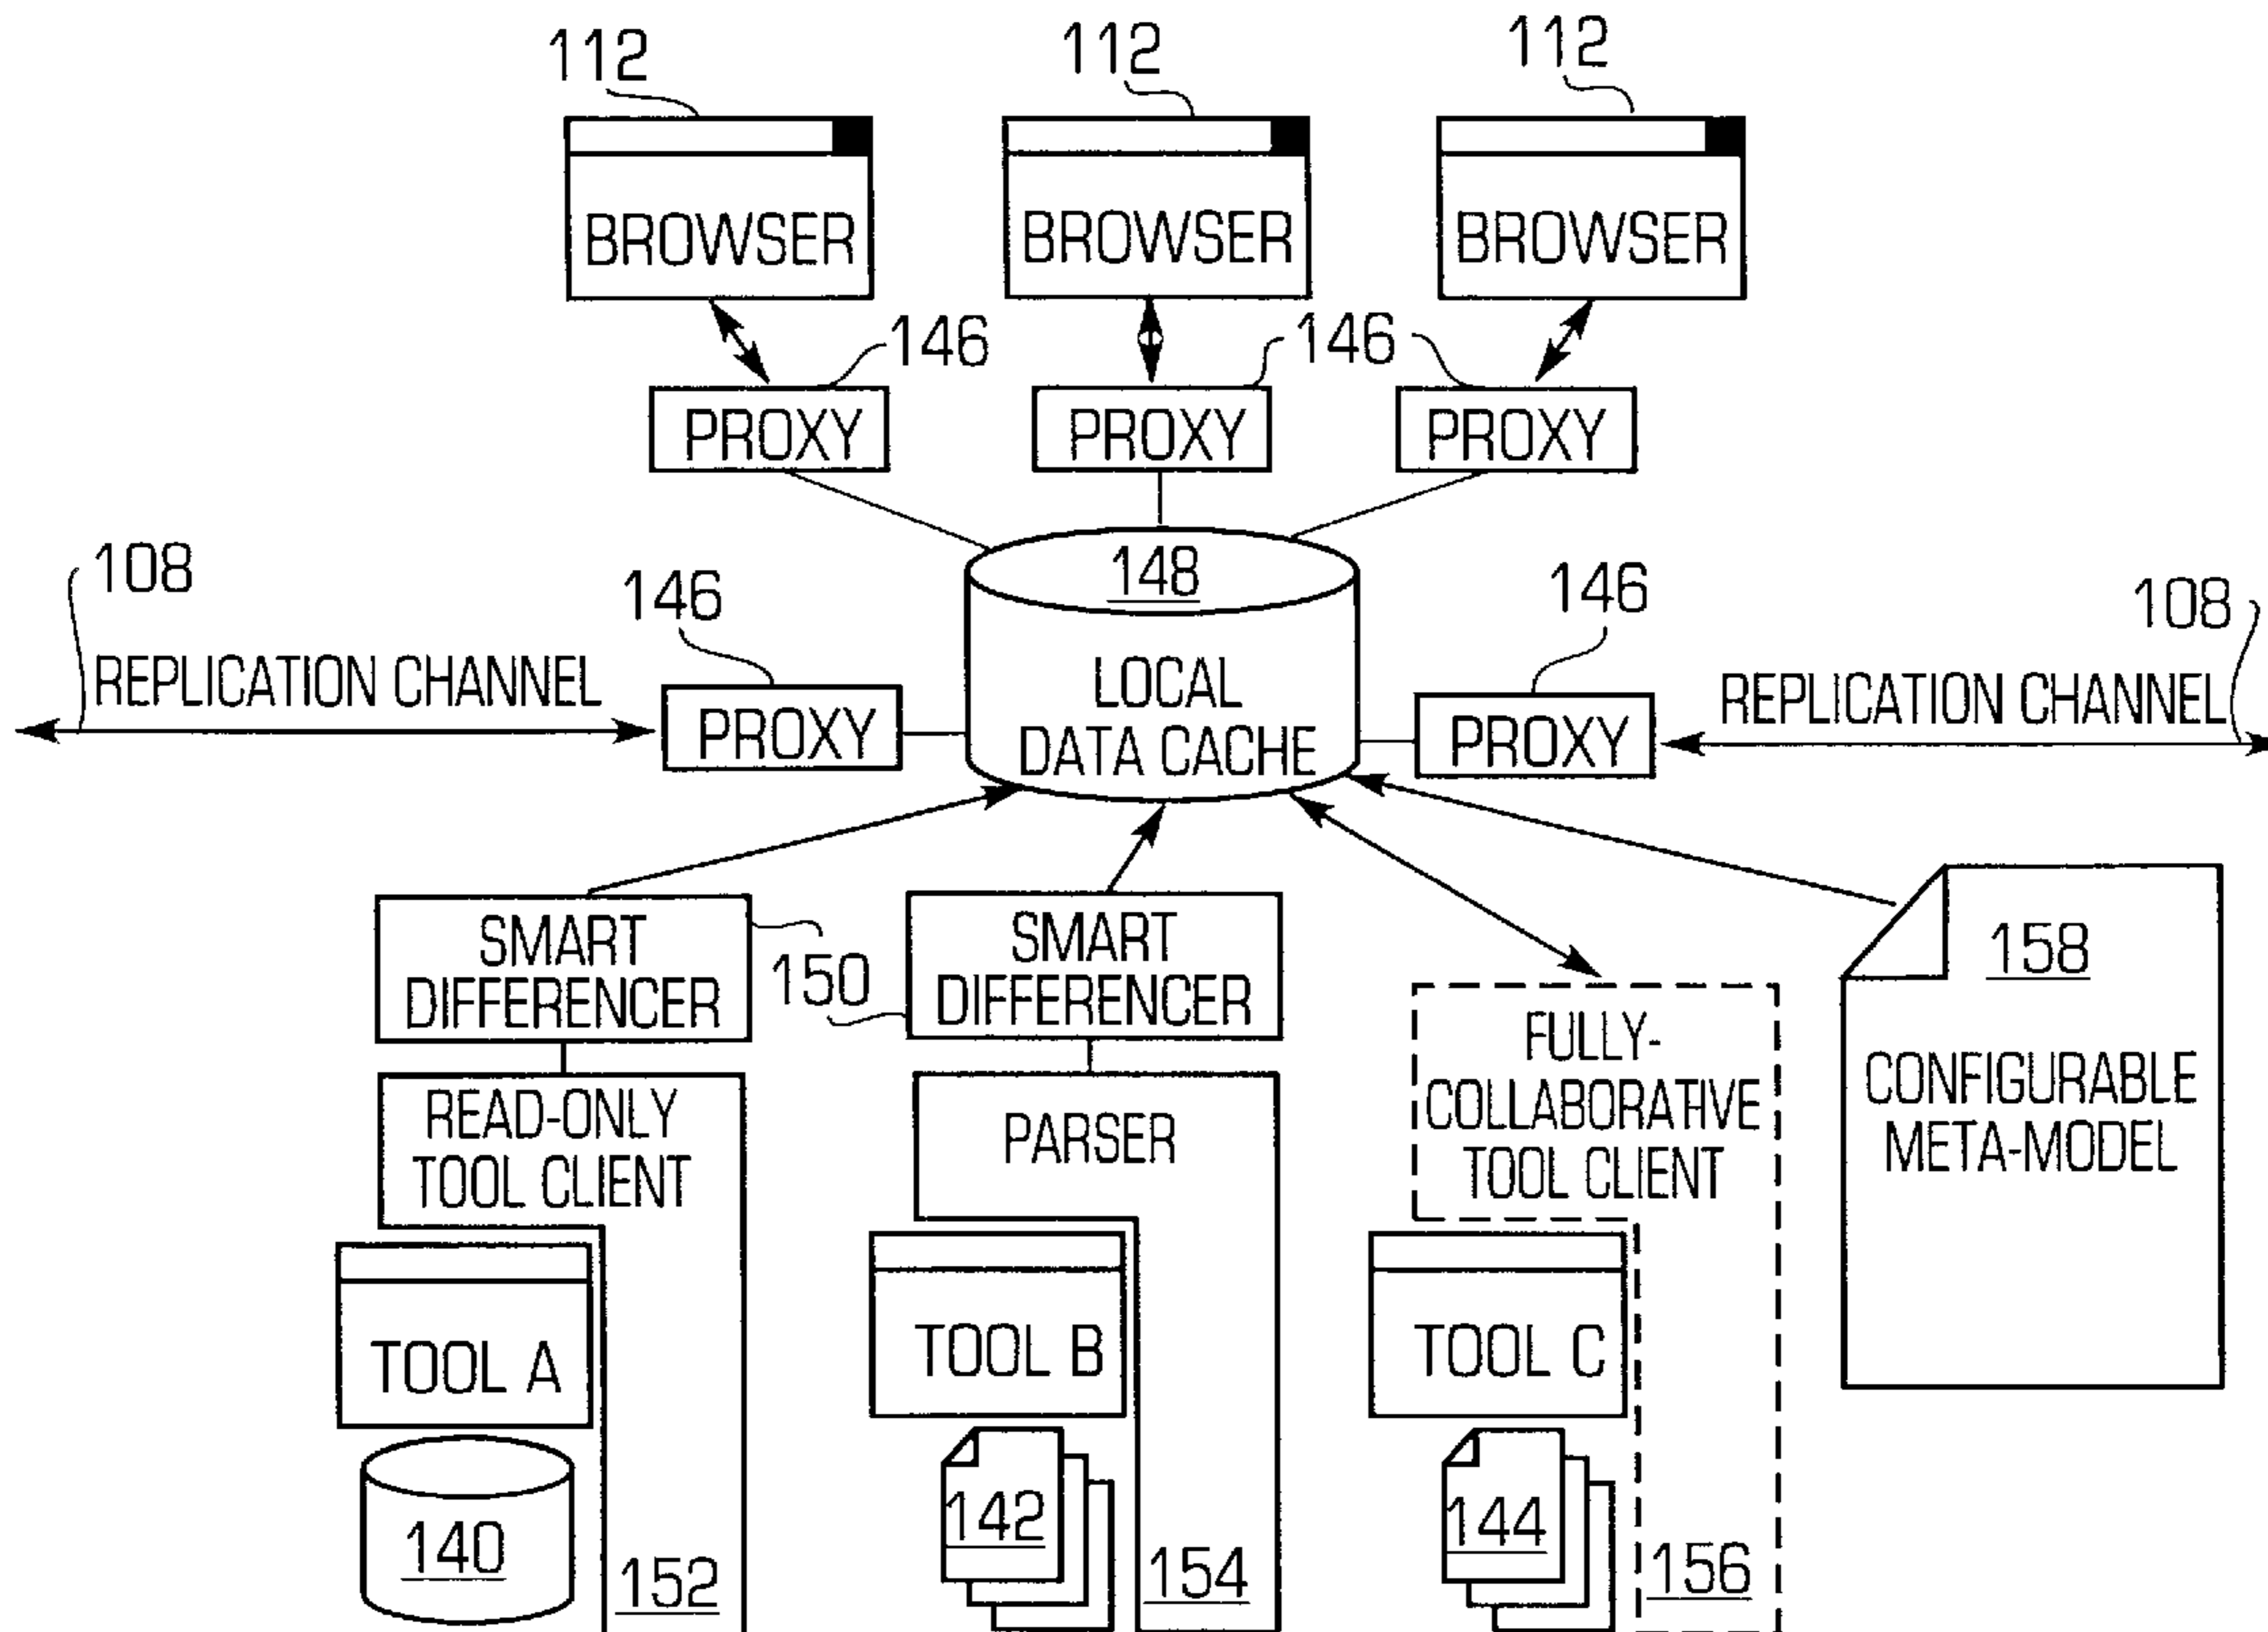 112
112
112
BROWSER
BROWSER
BROWSER
146
146
PROXY
PROXY
PROXY
108
146
148
146
108
REPLICATION CHANNEL
PROXY
LOCAL
DATA CACHE
PROXY
REPLICATION CHANNEL
SMART
DIFFERENCER
150
SMART
DIFFERENCER
READ-ONLY
TOOL CLIENT
PARSER
FULLY-
COLLABORATIVE
TOOL CLIENT
158
CONFIGURABLE
META-MODEL
TOOL A
TOOL B
TOOL C
140
152
142
154
144
156